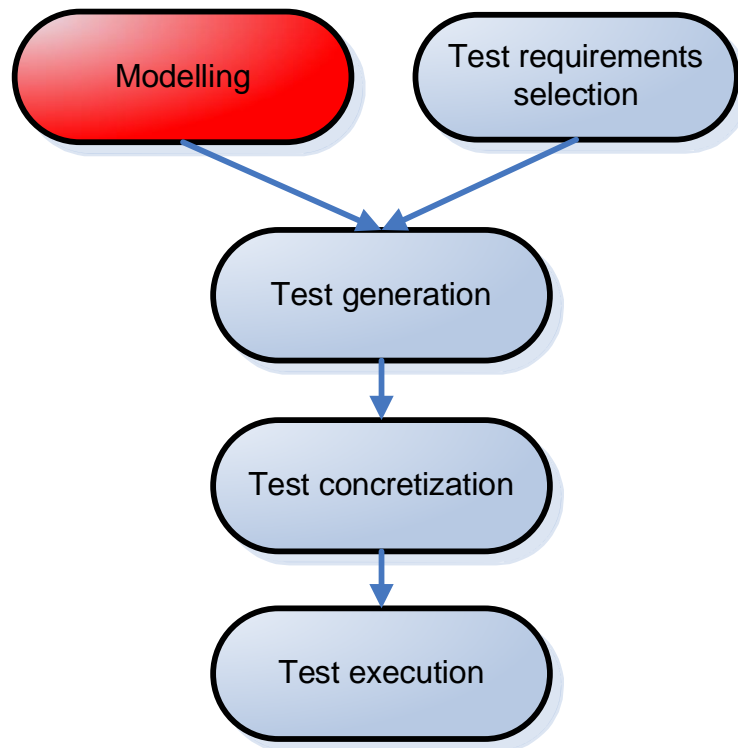 Modelling
Test requirements
selection
Test generation
Test concretization
Test execution